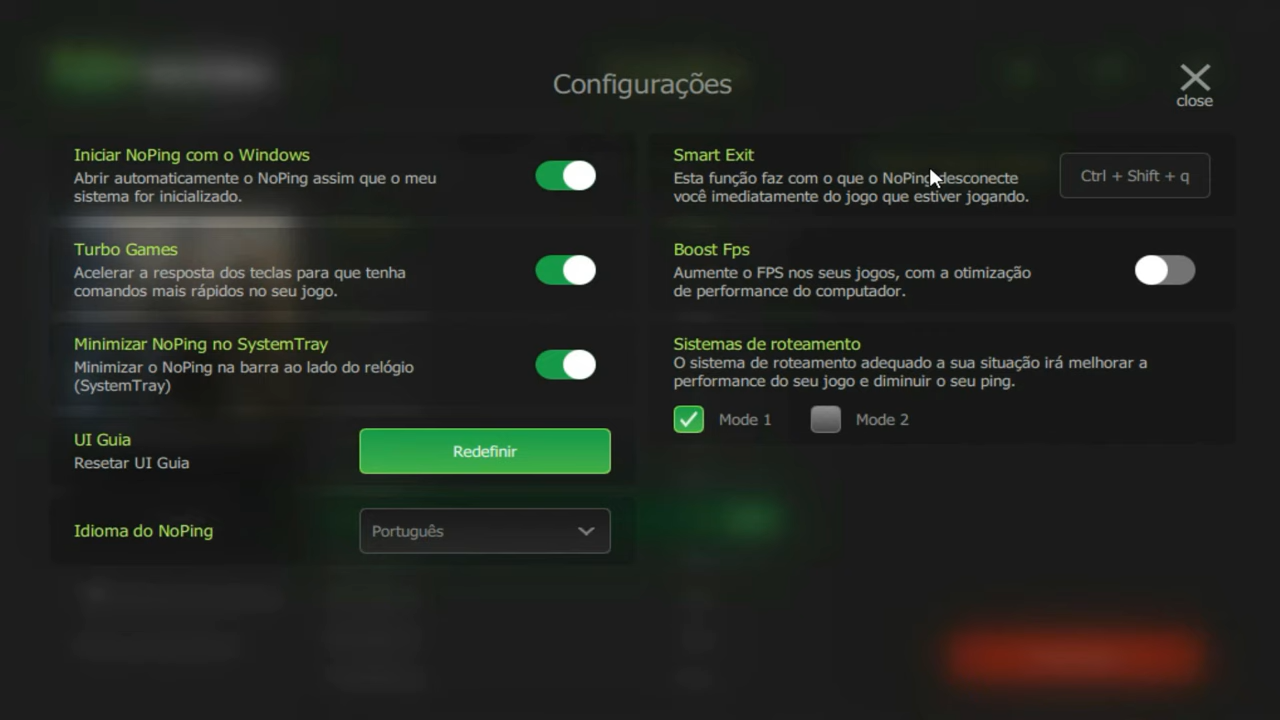 Configurações
close
Iniciar NoPing com o Windows
Abrir automaticamente o NoPing assim que o meu
sistema for inicializado.
Turbo Games
Acelerar a resposta dos teclas para que tenha
comandos mais rápidos no seu jogo.
Minimizar NoPing no SystemTray
Minimizar o NoPing na barra ao lado do relógio
(SystemTray)
UI Guia
Resetar UI Guia
Redefinir
Idioma do NoPing
Português
Smart Exit
Esta função faz com o que o NoPing desconecte
você imediatamente do jogo que estiver jogando.
Ctrl + Shift + q
Boost Fps
Aumente o FPS nos seus jogos, com a otimização
de performance do computador.
Sistemas de roteamento
O sistema de roteamento adequado a sua situação irá melhorar a
performance do seu jogo e diminuir o seu ping.
Mode 1
Mode 2